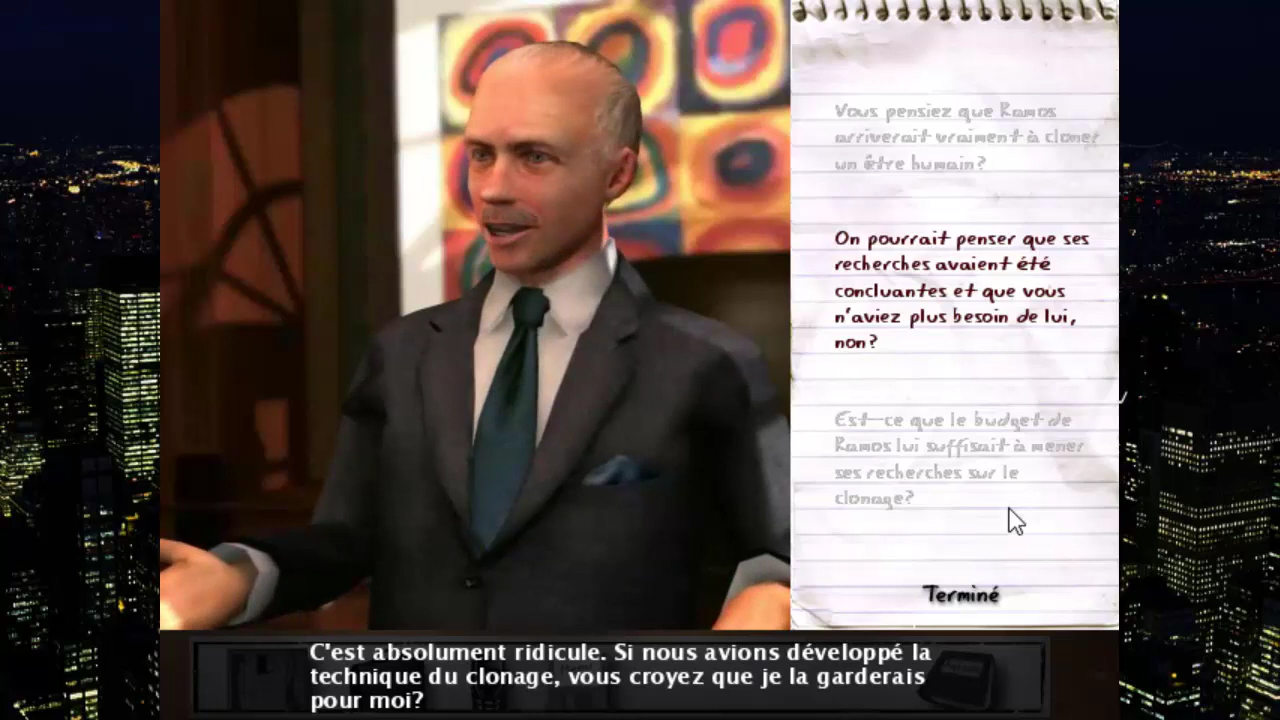 Vous pensiez que Ramos
arriverait vraiment à cloner
un être humain?
On pourrait penser que ses
recherches avaient été
concluantes et que vous
n'aviez plus besoin de lui,
non?
Est-ce que le budget de
Ramos lui suffisait à mener
ses recherches sur le
clonage?
Terminé
C'est absolument ridicule. Si nous avions développé la
technique du clonage, vous croyez que je la garderais
pour moi?